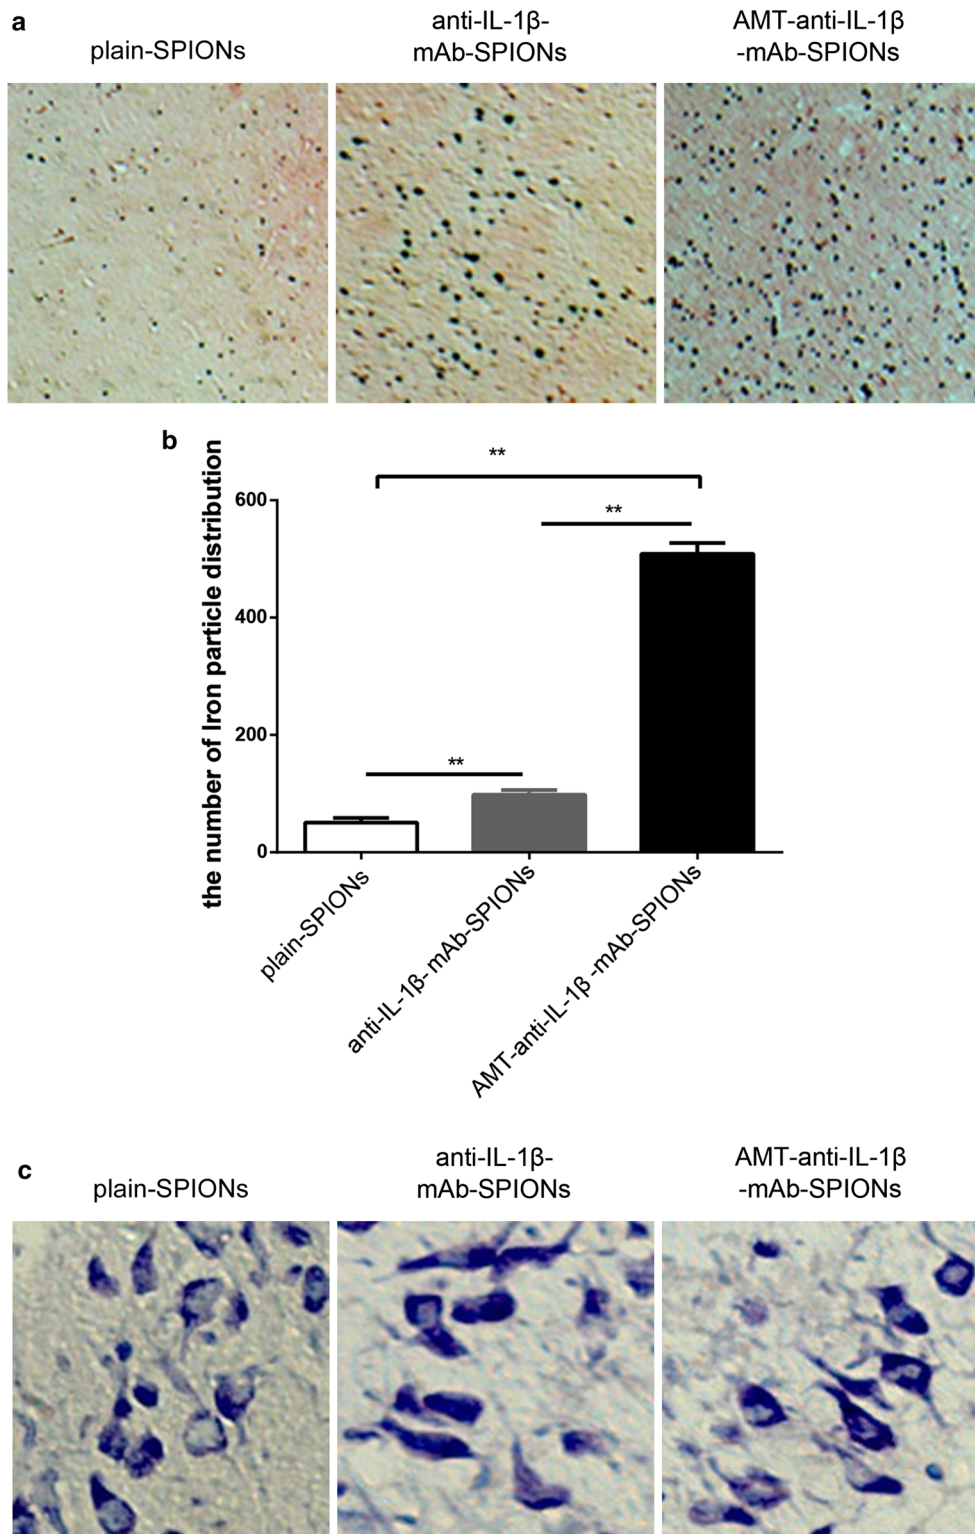 a
plain-SPIONs
anti-IL-1β-
mAb-SPIONs
AMT-anti-IL-1β
-mAb-SPIONs
b
the number of Iron particle distribution
600
400
200
0
**
**
**
plain-SPIONs
anti-IL-1β- mAb-SPIONs
AMT-anti-IL-1β -mAb-SPIONs
c
plain-SPIONs
anti-IL-1β-
mAb-SPIONs
AMT-anti-IL-1β
-mAb-SPIONs